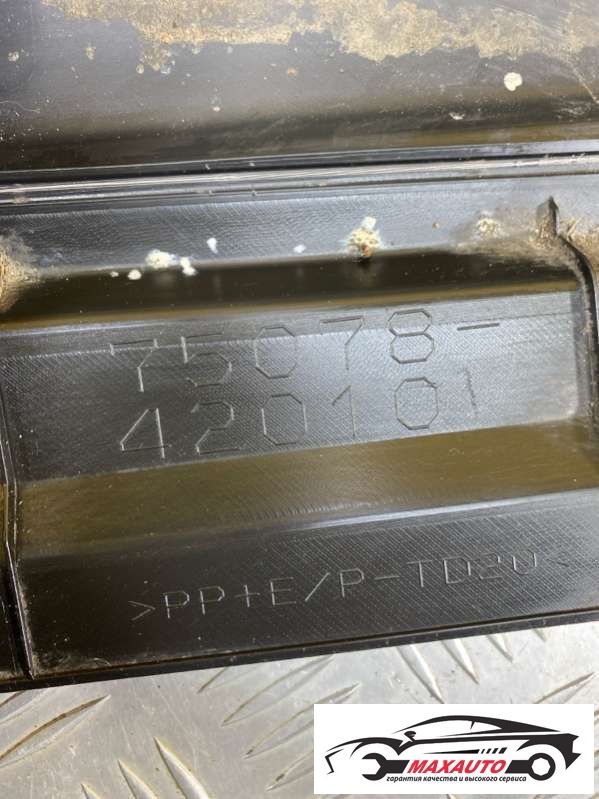 75078-
42010
>PP+E/P-TD20<
MAXAUTO
гарантия качества и высокого сервиса